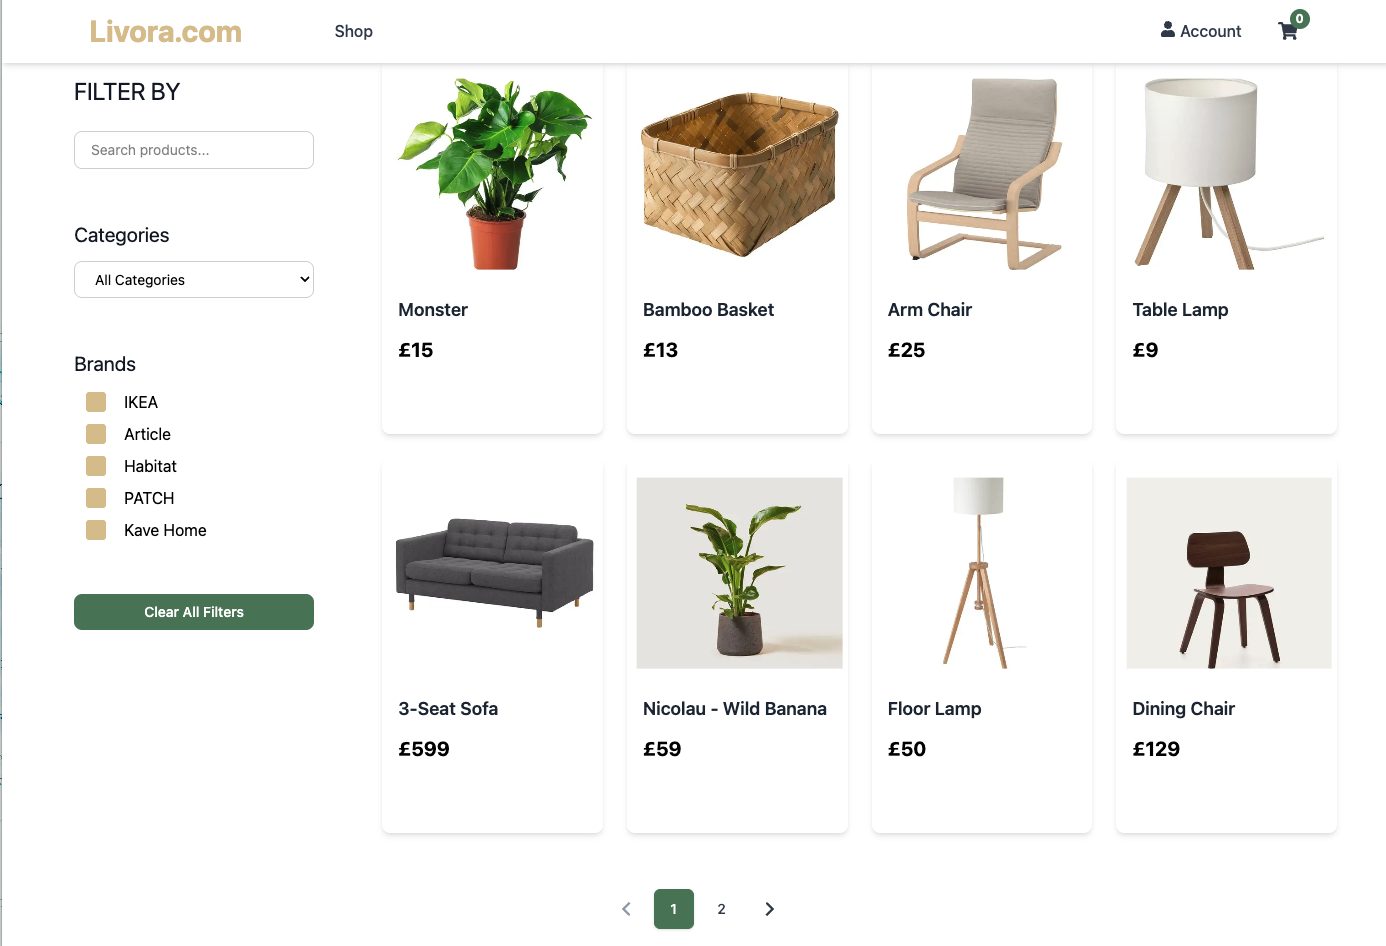 Livora.com
Shop
Account
0
FILTER BY
Search products...
Categories
All Categories
Brands
IKEA
Article
Habitat
PATCH
Kave Home
Clear All Filters
Monster
£15
Bamboo Basket
£13
Arm Chair
£25
Table Lamp
£9
3-Seat Sofa
£599
Nicolau - Wild Banana
£59
Floor Lamp
£50
Dining Chair
£129
1
2